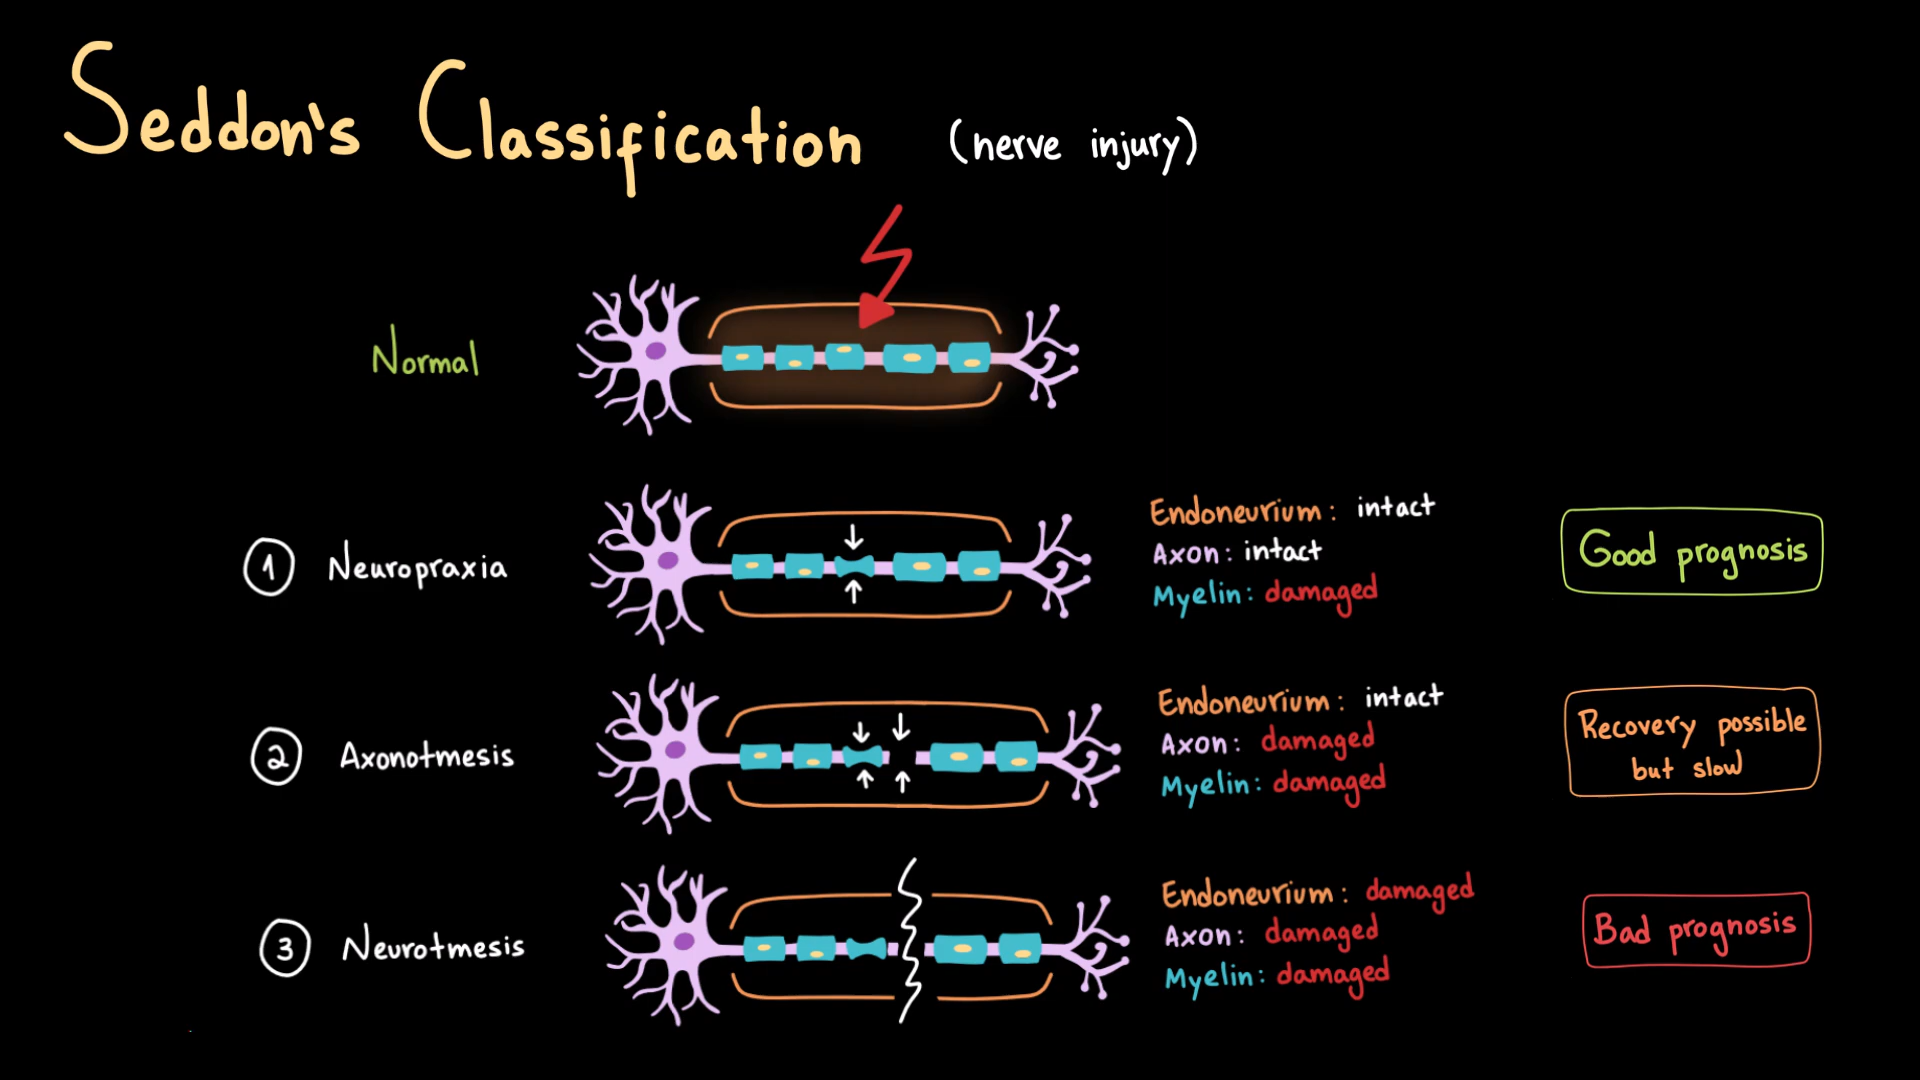 Seddon's Classification (nerve injury)
Normal
1 Neuropraxia
Endoneurium: intact
Axon: intact
Myelin: damaged
Good prognosis
2 Axonotmesis
Endoneurium: intact
Axon: damaged
Myelin: damaged
Recovery possible
but slow
3 Neurotmesis
Endoneurium: damaged
Axon: damaged
Myelin: damaged
Bad prognosis